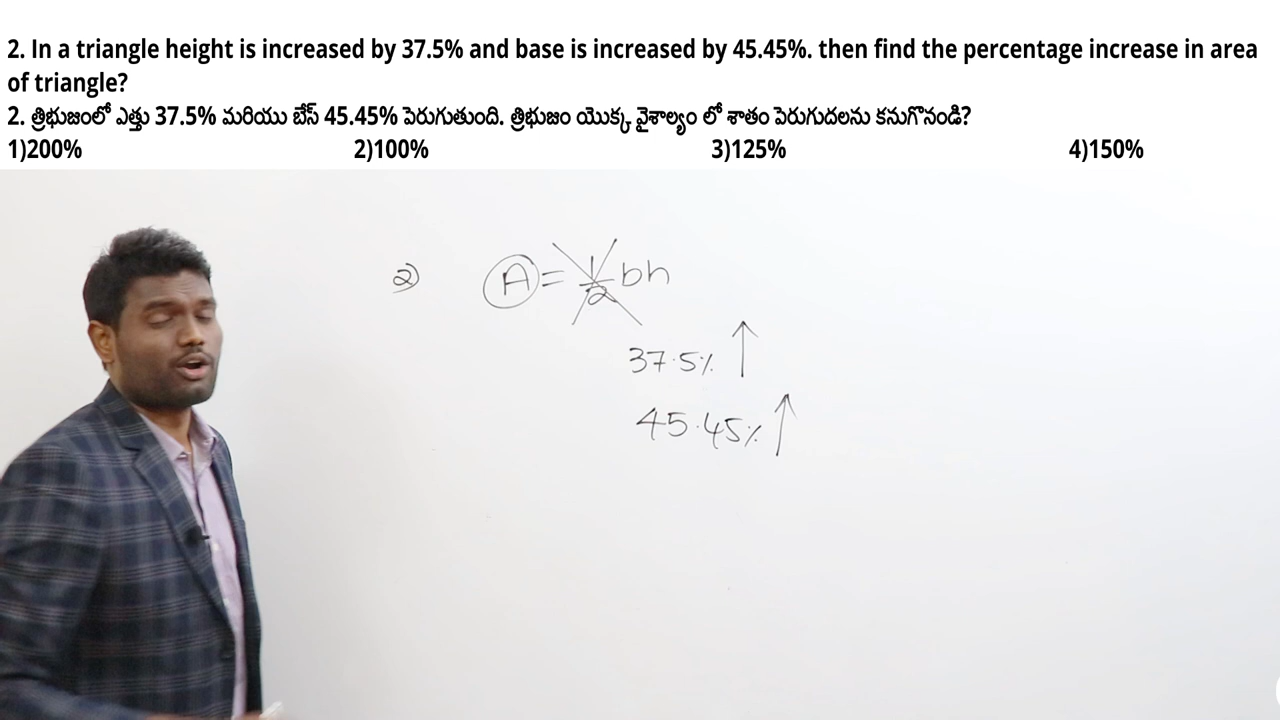 2. In a triangle height is increased by 37.5% and base is increased by 45.45%. then find the percentage increase in area
of triangle?
2. త్రిభుజంలో ఎత్తు 37.5% మరియు బేస్ 45.45% పెరుగుతుంది. త్రిభుజం యొక్క వైశాల్యం లో శాతం పెరుగుదలను కనుగొనండి?
1)200% 2)100% 3)125% 4)150%
2) A = 1/2 bh
37.5% ↑
45.45% ↑